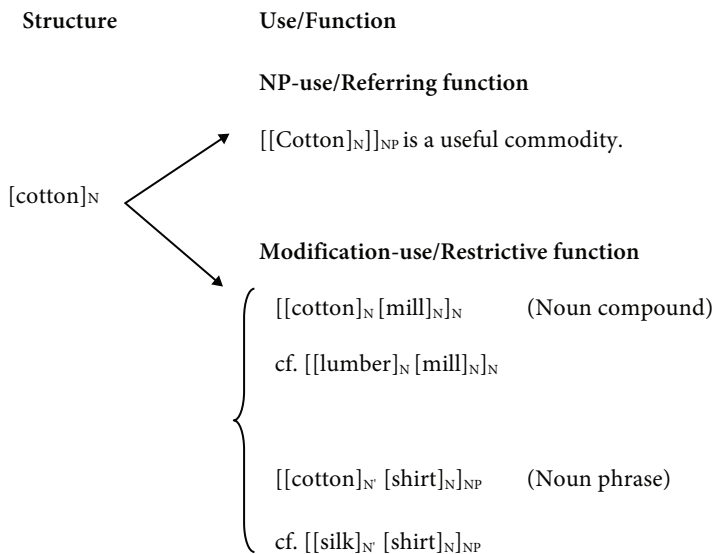 Structure Use/Function
NP-use/Referring function
[[Cotton]N]]NP is a useful commodity.
[cotton]N
Modification-use/Restrictive function
[[cotton]N [mill]N]N (Noun compound)
cf. [[lumber]N [mill]N]N
[[cotton]N' [shirt]N]NP (Noun phrase)
cf. [[silk]N' [shirt]N]NP